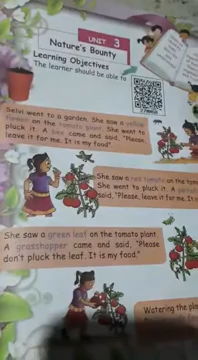 UNIT 3
Nature's Bounty
Learning Objectives
The learner should be able to
Selvi went to a garden. She saw a yellow
flower on the tomato plant. She went to
pluck it. A bee came and said, "Please
leave it for me. It is my food".
She saw a red tomato on the tom
She went to pluck it. A
said, "Please, leave it for me. It i
She saw a green leaf on the tomato plant.
A grasshopper came and said, "Please
don't pluck the leaf. It is my food."
Watering the pla